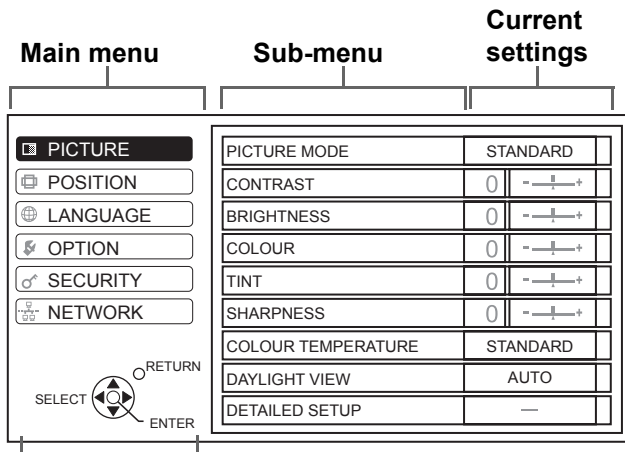 Main menu
Sub-menu
Current
settings
PICTURE
POSITION
LANGUAGE
OPTION
SECURITY
NETWORK
RETURN
SELECT
ENTER
PICTURE MODE STANDARD
CONTRAST 0 - +
BRIGHTNESS 0 - +
COLOUR 0 - +
TINT 0 - +
SHARPNESS 0 - +
COLOUR TEMPERATURE STANDARD
DAYLIGHT VIEW AUTO
DETAILED SETUP —